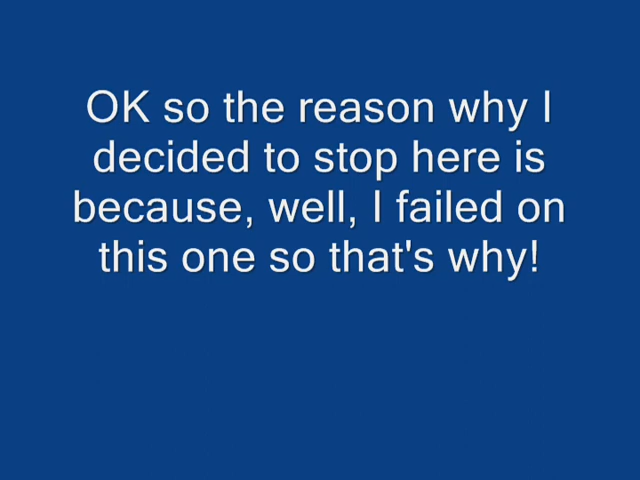 OK so the reason why I
decided to stop here is
because, well, I failed on
this one so that's why!